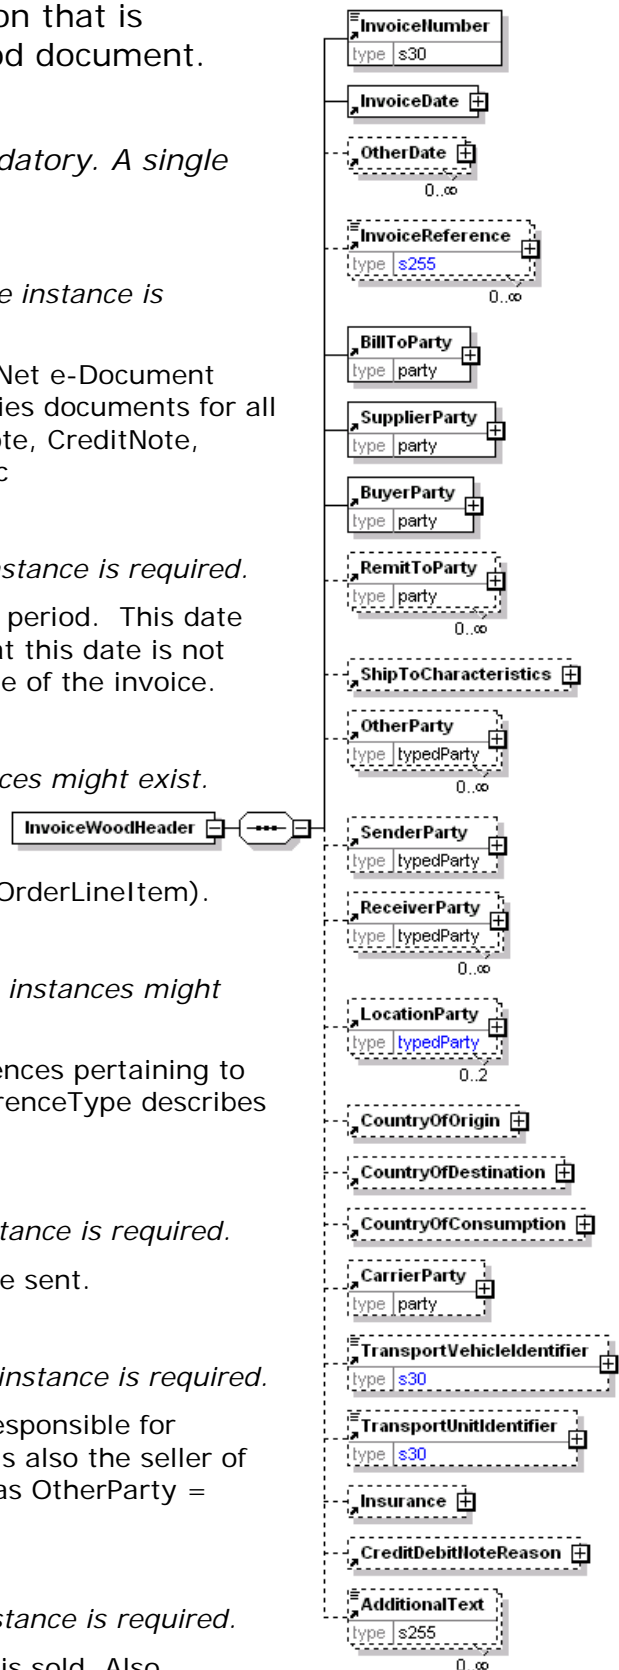 on that is
od document.
datory. A single
e instance is
Net e-Document
ies documents for all
ote, CreditNote,
c
nstance is required.
period. This date
at this date is not
e of the invoice.
nces might exist.
OrderLineItem).
instances might
ences pertaining to
renceType describes
stance is required.
e sent.
instance is required.
esponsible for
s also the seller of
as OtherParty =
stance is required.
is sold. Also
InvoiceWoodHeader
InvoiceNumber
type s30
InvoiceDate
OtherDate
0..∞
InvoiceReference
type s255
0..∞
BillToParty
type party
SupplierParty
type party
BuyerParty
type party
RemitToParty
type party
0..∞
ShipToCharacteristics
OtherParty
type typedParty
0..∞
SenderParty
type typedParty
ReceiverParty
type typedParty
0..∞
LocationParty
type typedParty
0..2
CountryOfOrigin
CountryOfDestination
CountryOfConsumption
CarrierParty
type party
TransportVehicleIdentifier
type s30
TransportUnitIdentifier
type s30
Insurance
CreditDebitNoteReason
AdditionalText
type s255
0..∞